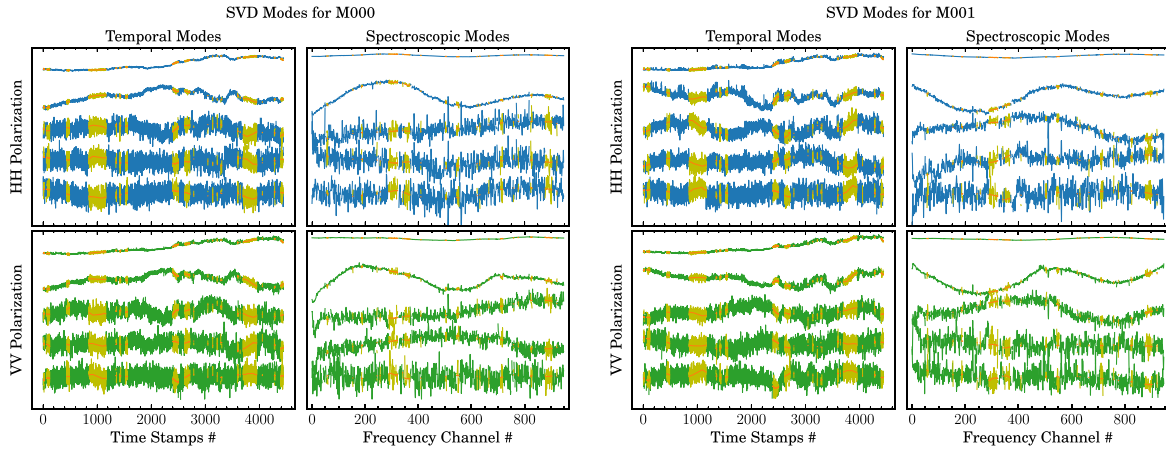 SVD Modes for M000
SVD Modes for M001
Temporal Modes
Spectroscopic Modes
Temporal Modes
Spectroscopic Modes
HH Polarization
HH Polarization
VV Polarization
VV Polarization
0 1000 2000 3000 4000
0 200 400 600 800
0 1000 2000 3000 4000
0 200 400 600 800
Time Stamps #
Frequency Channel #
Time Stamps #
Frequency Channel #